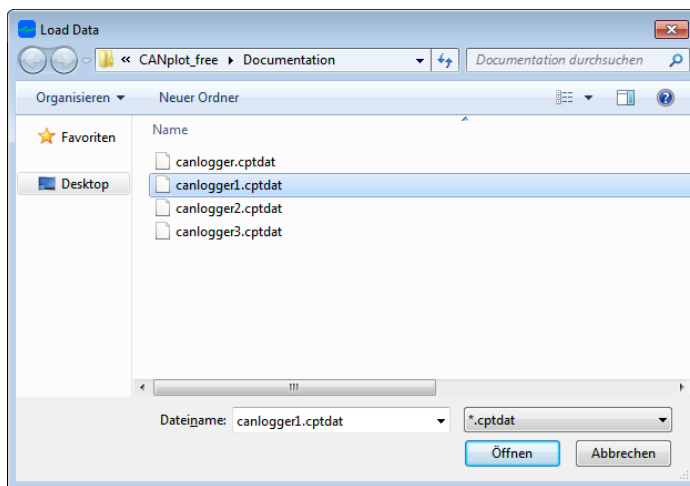 Load Data
« CANplot_free ▸ Documentation Documentation durchsuchen
Organisieren Neuer Ordner
Favoriten
Desktop
Name
canlogger.cptdat
canlogger1.cptdat
canlogger2.cptdat
canlogger3.cptdat
Dateiname: canlogger1.cptdat *.cptdat
Öffnen Abbrechen